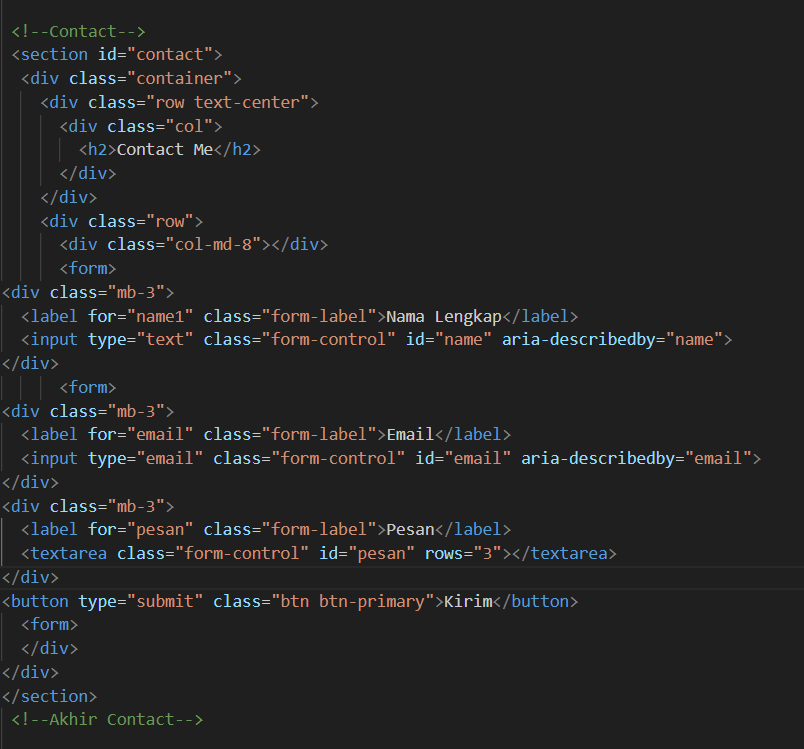 <!--Contact-->
<section id="contact">
<div class="container">
<div class="row text-center">
<div class="col">
<h2>Contact Me</h2>
</div>
</div>
<div class="row">
<div class="col-md-8"></div>
<form>
<div class="mb-3">
<label for="name1" class="form-label">Nama Lengkap</label>
<input type="text" class="form-control" id="name" aria-describedby="name">
</div>
<form>
<div class="mb-3">
<label for="email" class="form-label">Email</label>
<input type="email" class="form-control" id="email" aria-describedby="email">
</div>
<div class="mb-3">
<label for="pesan" class="form-label">Pesan</label>
<textarea class="form-control" id="pesan" rows="3"></textarea>
</div>
<button type="submit" class="btn btn-primary">Kirim</button>
<form>
</div>
</div>
</section>
<!--Akhir Contact-->